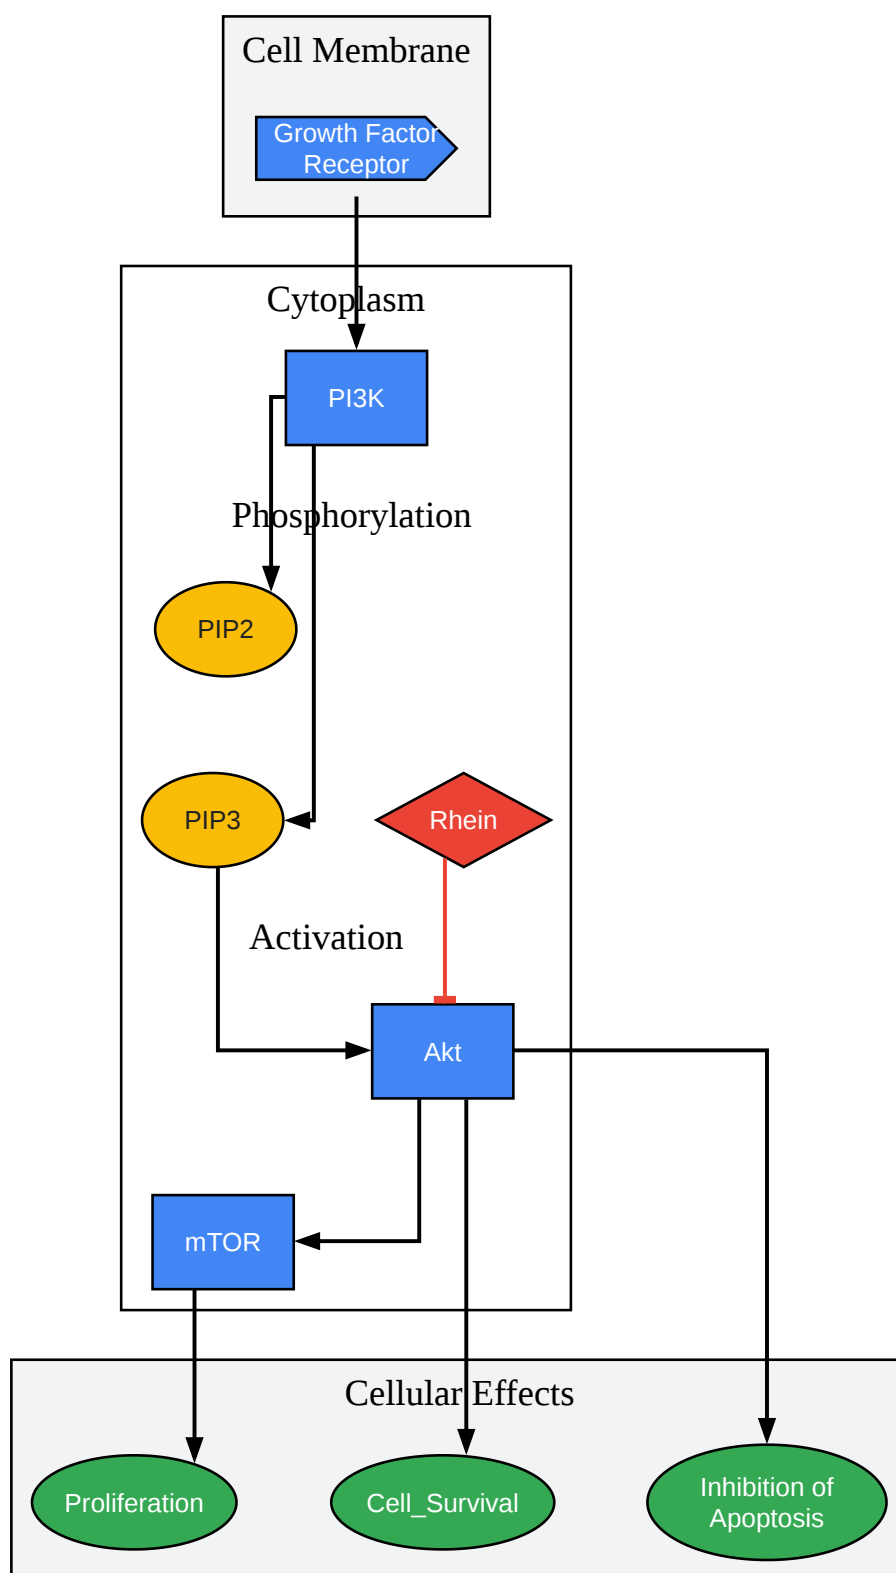 Cell Membrane
Growth Factor
Receptor
Cytoplasm
PI3K
Phosphorylation
PIP2
PIP3
Rhein
Activation
Akt
mTOR
Cellular Effects
Proliferation
Cell_Survival
Inhibition of
Apoptosis